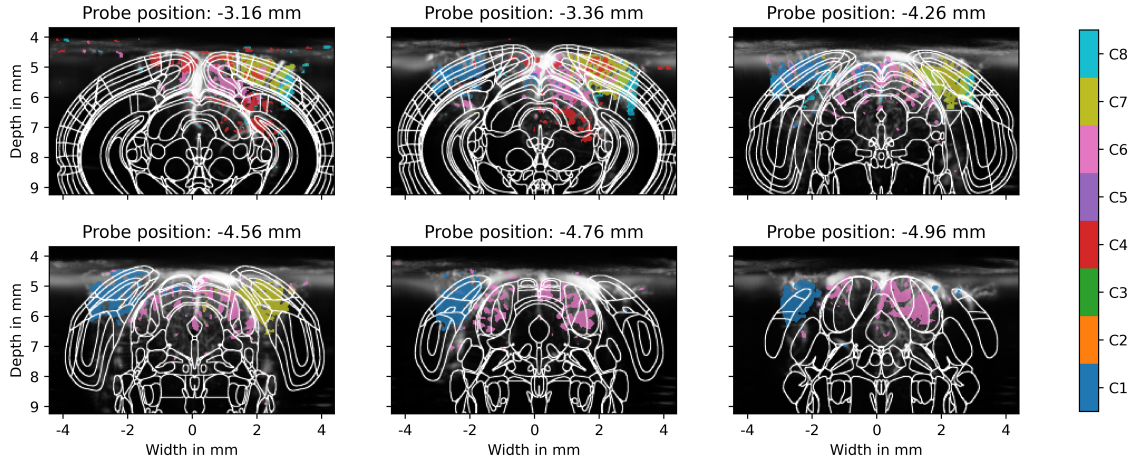 Probe position: -3.16 mm
Probe position: -3.36 mm
Probe position: -4.26 mm
Depth in mm
4
5
6
7
8
9
Probe position: -4.56 mm
Probe position: -4.76 mm
Probe position: -4.96 mm
Depth in mm
4
5
6
7
8
9
-4 -2 0 2 4
-4 -2 0 2 4
-4 -2 0 2 4
Width in mm
Width in mm
Width in mm
C8
C7
C6
C5
C4
C3
C2
C1